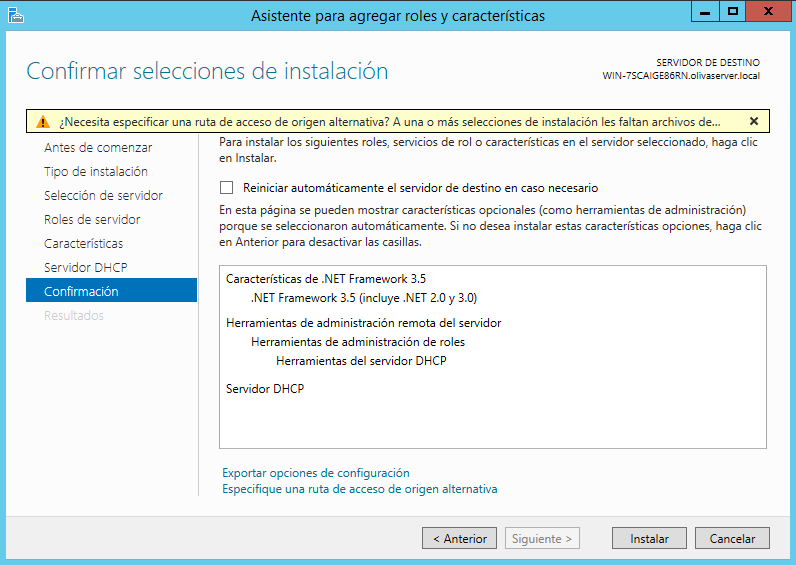 Asistente para agregar roles y características
Confirmar selecciones de instalación
SERVIDOR DE DESTINO
WIN-7SCAIGE86RN.olivaserver.local
¿Necesita especificar una ruta de acceso de origen alternativa? A una o más selecciones de instalación les faltan archivos de...
Antes de comenzar
Tipo de instalación
Selección de servidor
Roles de servidor
Características
Servidor DHCP
Confirmación
Resultados
Para instalar los siguientes roles, servicios de rol o características en el servidor seleccionado, haga clic
en Instalar.
Reiniciar automáticamente el servidor de destino en caso necesario
En esta página se pueden mostrar características opcionales (como herramientas de administración)
porque se seleccionaron automáticamente. Si no desea instalar estas características opciones, haga clic
en Anterior para desactivar las casillas.
Características de .NET Framework 3.5
.NET Framework 3.5 (incluye .NET 2.0 y 3.0)
Herramientas de administración remota del servidor
Herramientas de administración de roles
Herramientas del servidor DHCP
Servidor DHCP
Exportar opciones de configuración
Especifique una ruta de acceso de origen alternativa
< Anterior
Siguiente >
Instalar
Cancelar